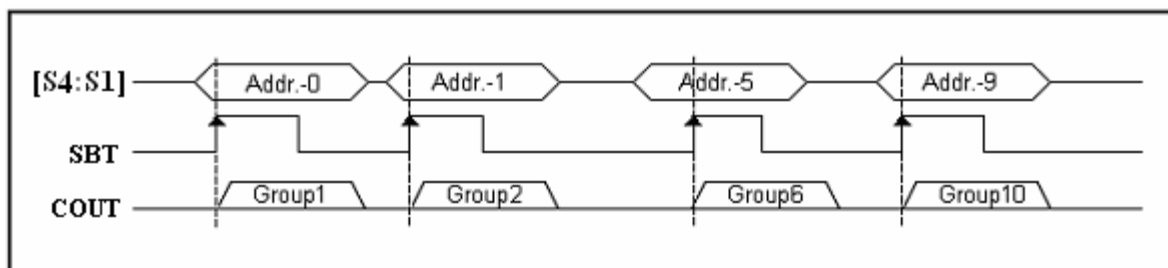 [S4:S1] Addr.-0 Addr.-1 Addr.-5 Addr.-9
SBT
COUT Group1 Group2 Group6 Group10